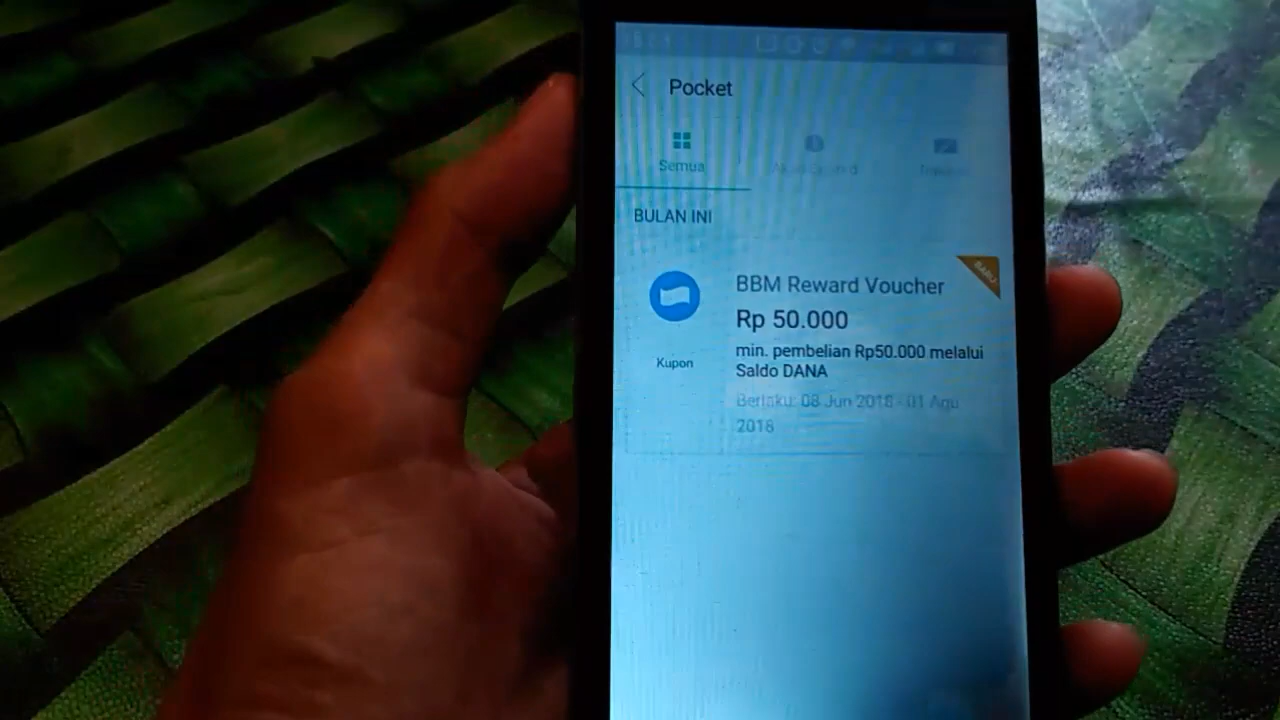 Pocket
Semua
BULAN INI
BARU
BBM Reward Voucher
Rp 50.000
Kupon
min. pembelian Rp50.000 melalui
Saldo DANA
Berlaku: 08 Jun 2018 - 01 Agu
2018